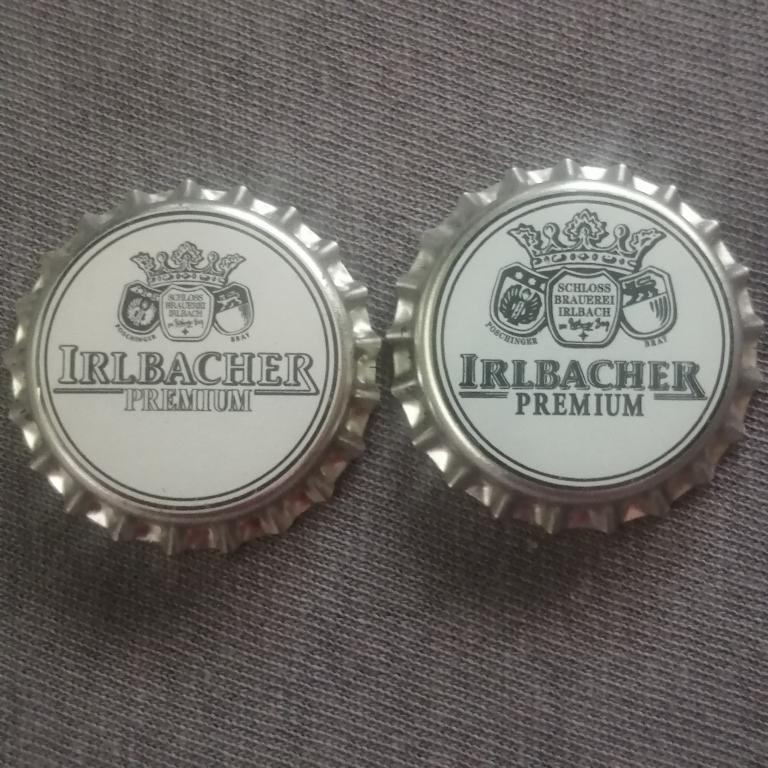 SCHLOSS
BRAUEREI
IRLBACH
POSCHINGER
BRAY
IRLBACHER
PREMIUM
SCHLOSS
BRAUEREI
IRLBACH
POSCHINGER
BRAY
IRLBACHER
PREMIUM